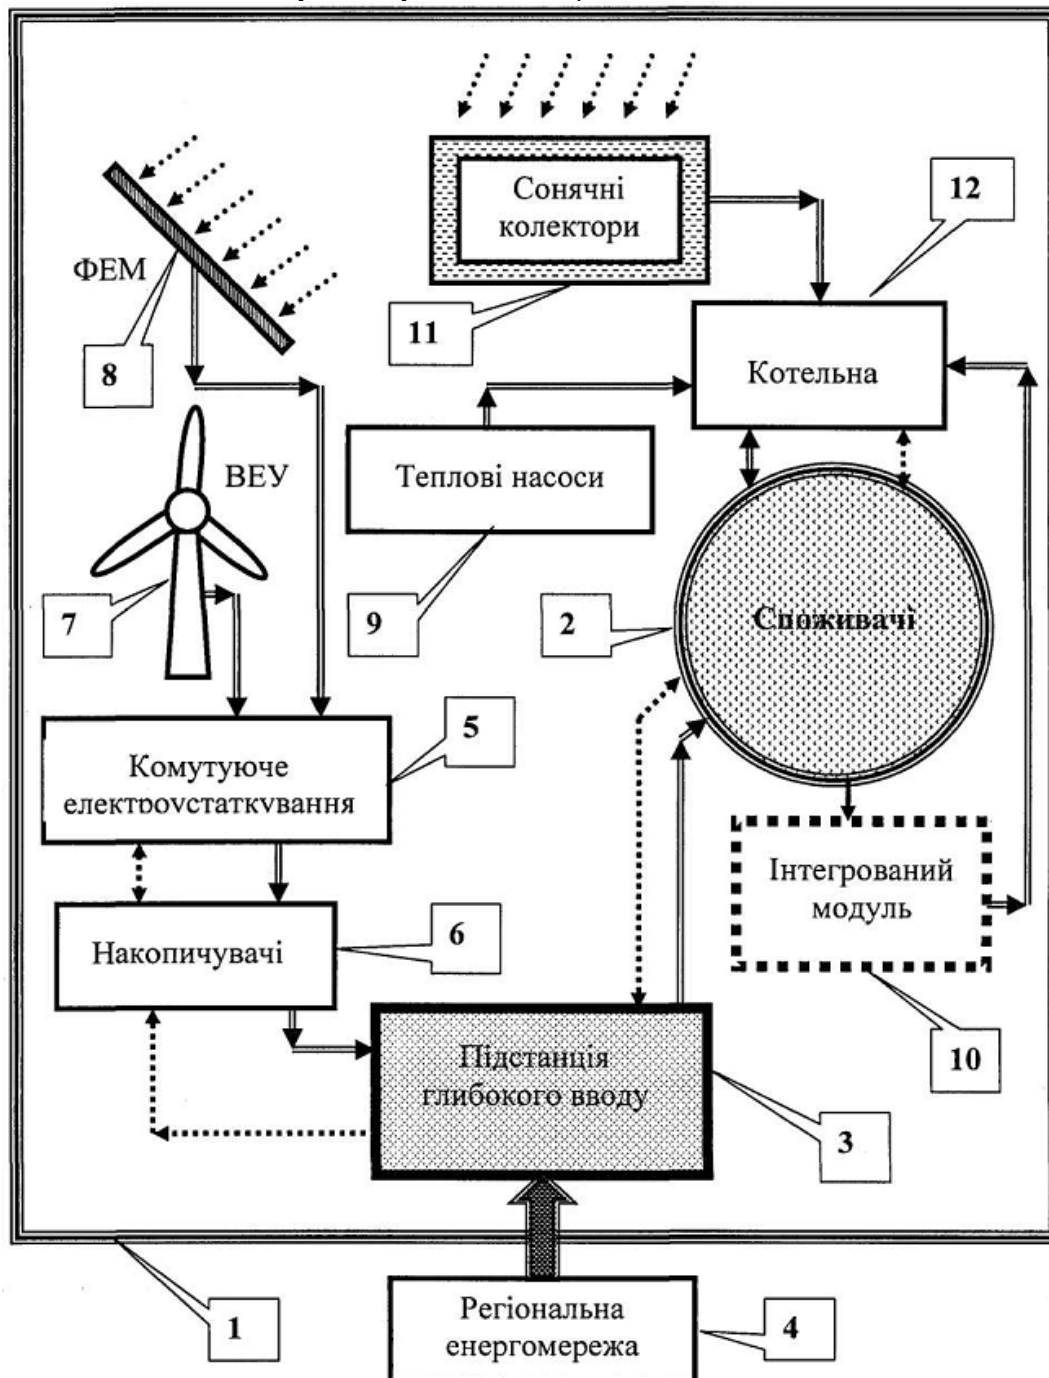 Сонячні
колектори
12
ФЕМ
11
8
Котельна
ВЕУ
Теплові насоси
7
9
2
Споживачі
5
Комутуюче
електроустаткування
Інтегрований
модуль
6
Накопичувачі
10
Підстанція
глибокого вводу
3
Регіональна
енергомережа
1
4